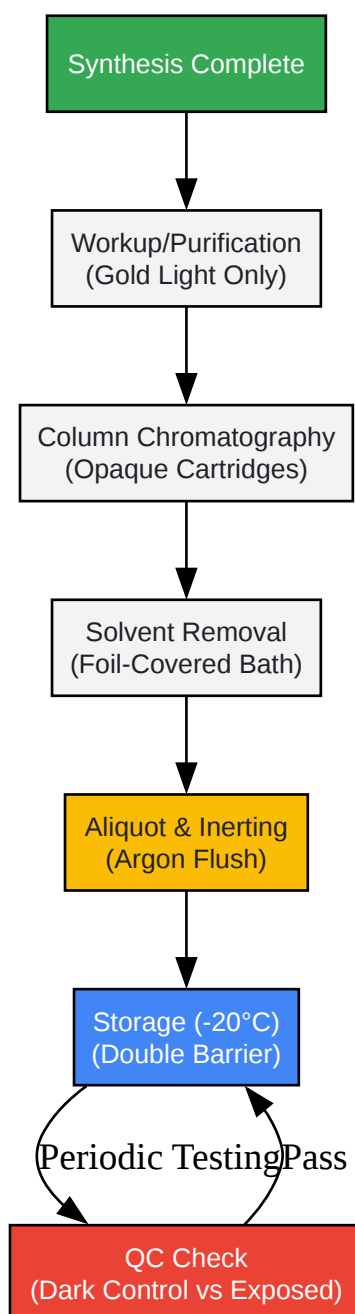 Synthesis Complete
Workup/Purification
(Gold Light Only)
Column Chromatography
(Opaque Cartridges)
Solvent Removal
(Foil-Covered Bath)
Aliquot & Inerting
(Argon Flush)
Storage (-20°C)
(Double Barrier)
Periodic Testing
Pass
QC Check
(Dark Control vs Exposed)